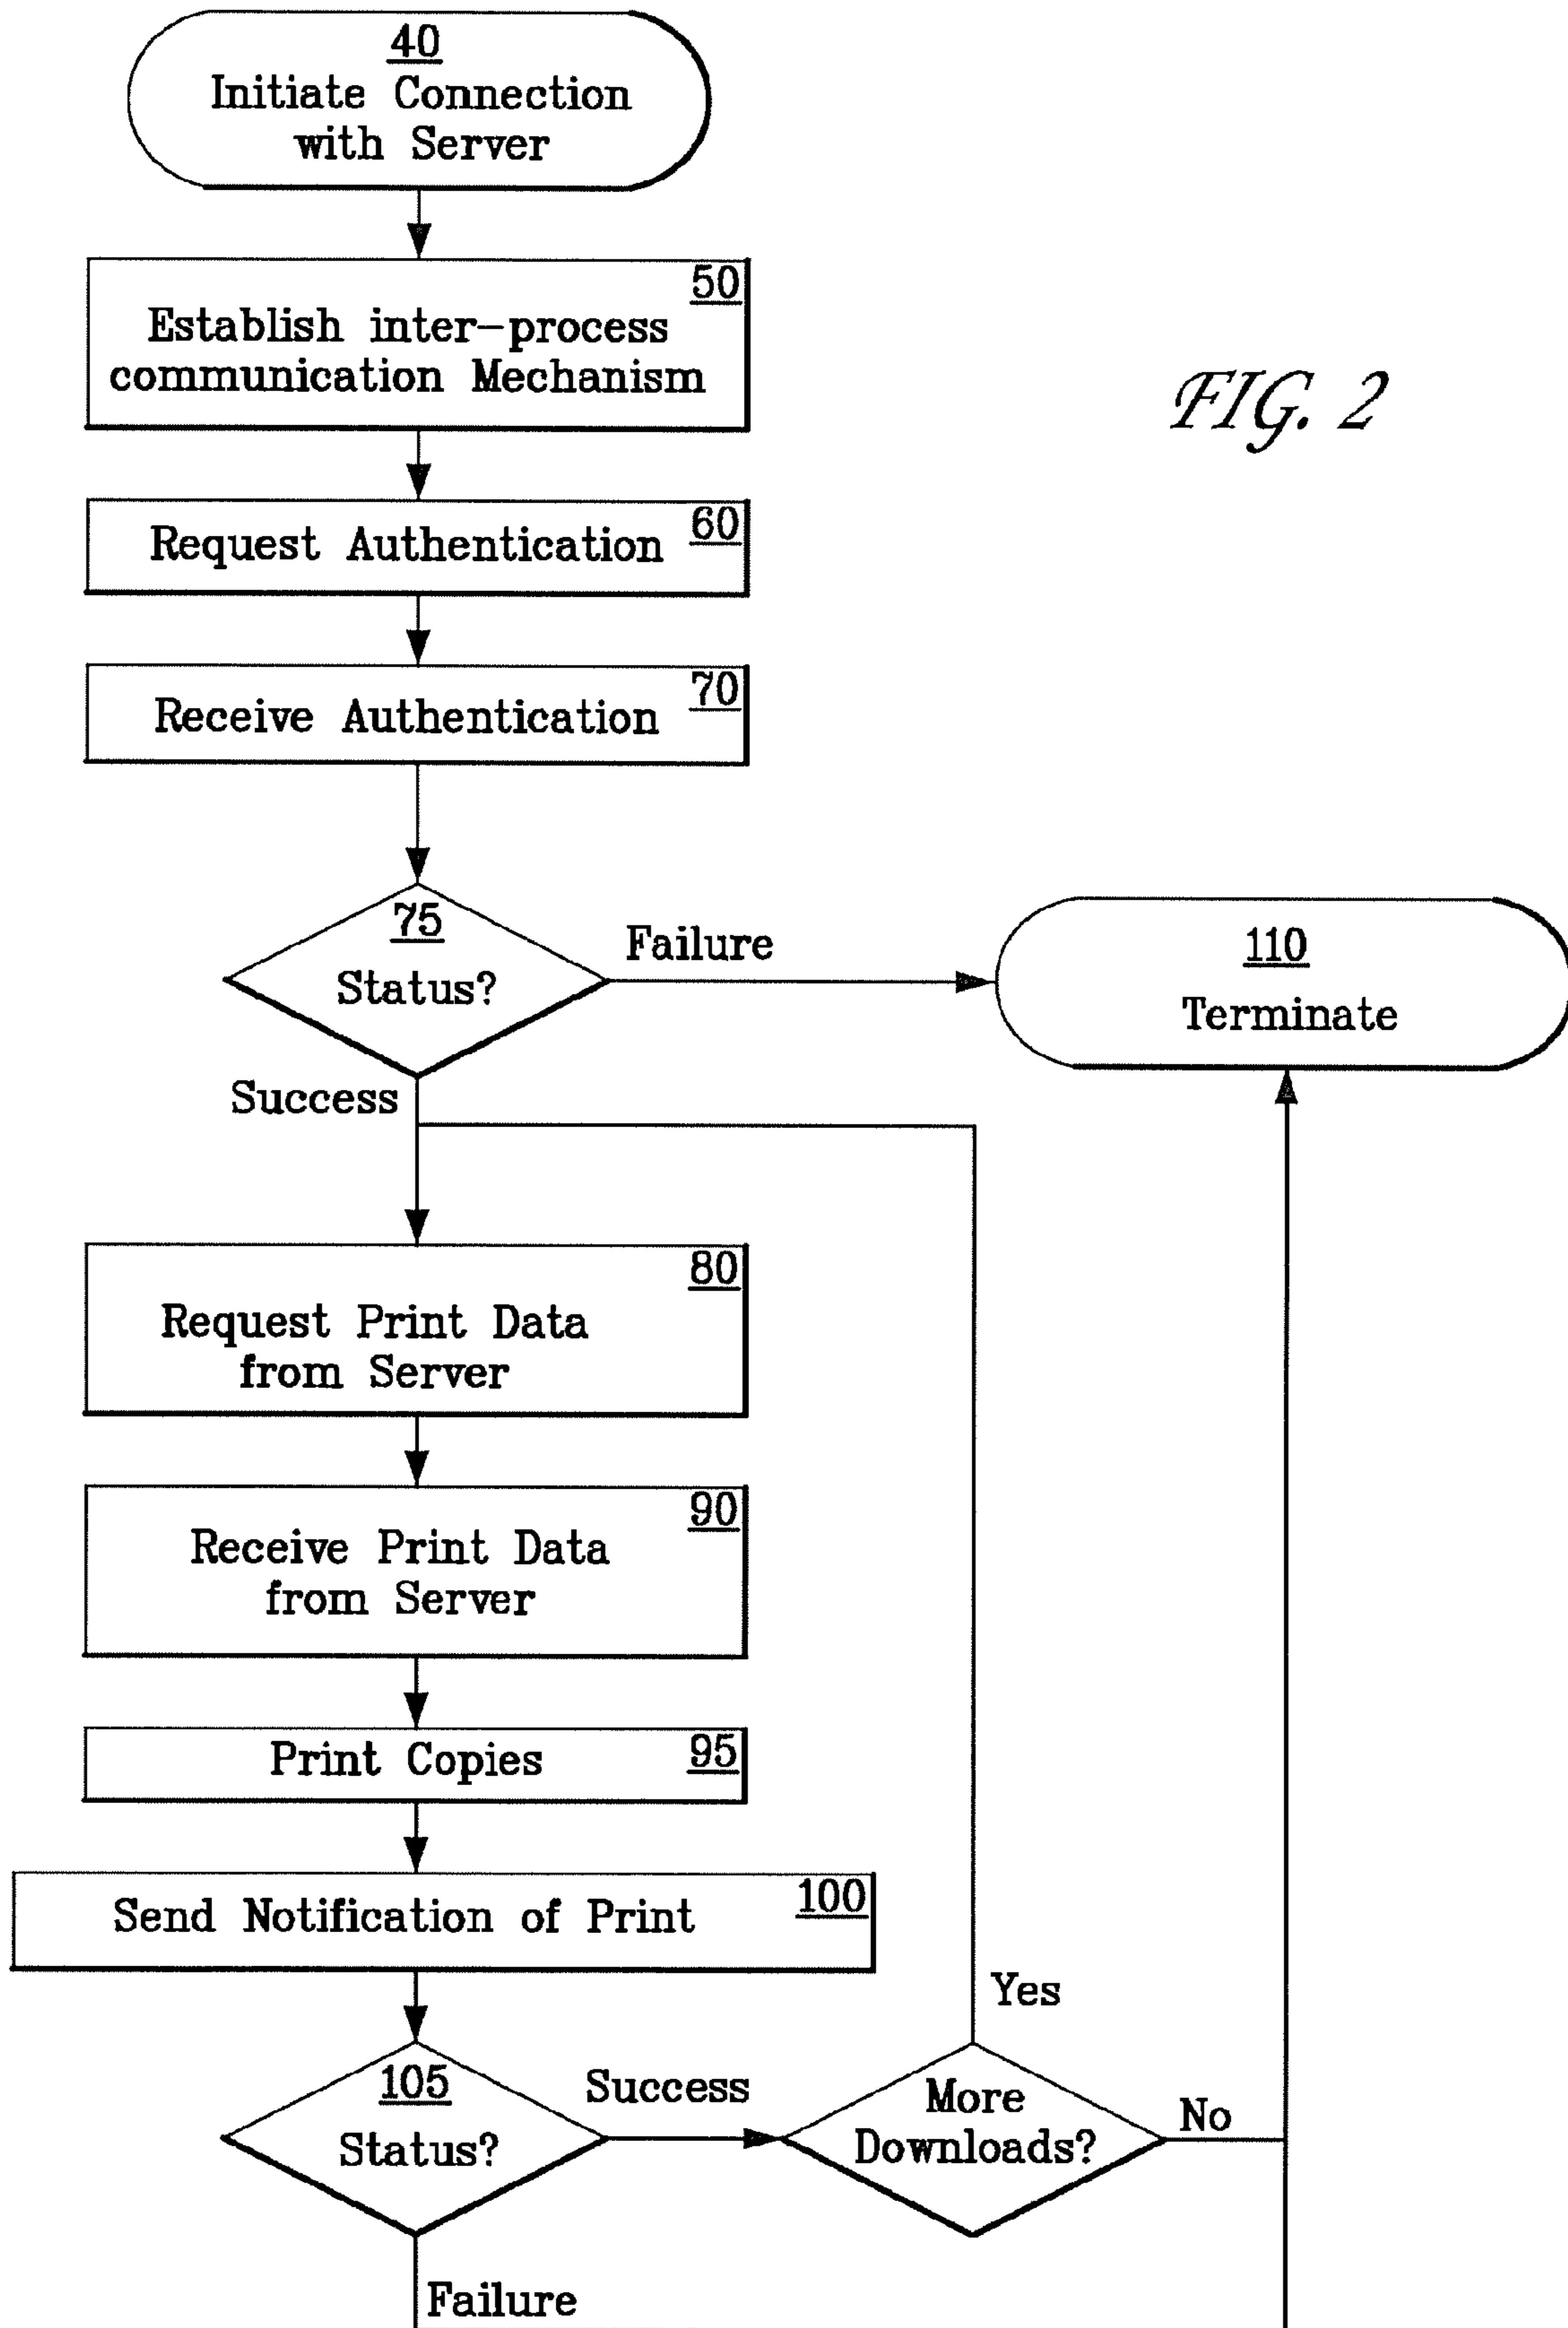 40
Initiate Connection
with Server
50
Establish inter-process
communication Mechanism
FIG. 2
60
Request Authentication
70
Receive Authentication
75
Status?
Failure
110
Terminate
Success
80
Request Print Data
from Server
90
Receive Print Data
from Server
95
Print Copies
100
Send Notification of Print
Yes
105
Status?
Success
More
Downloads?
No
Failure